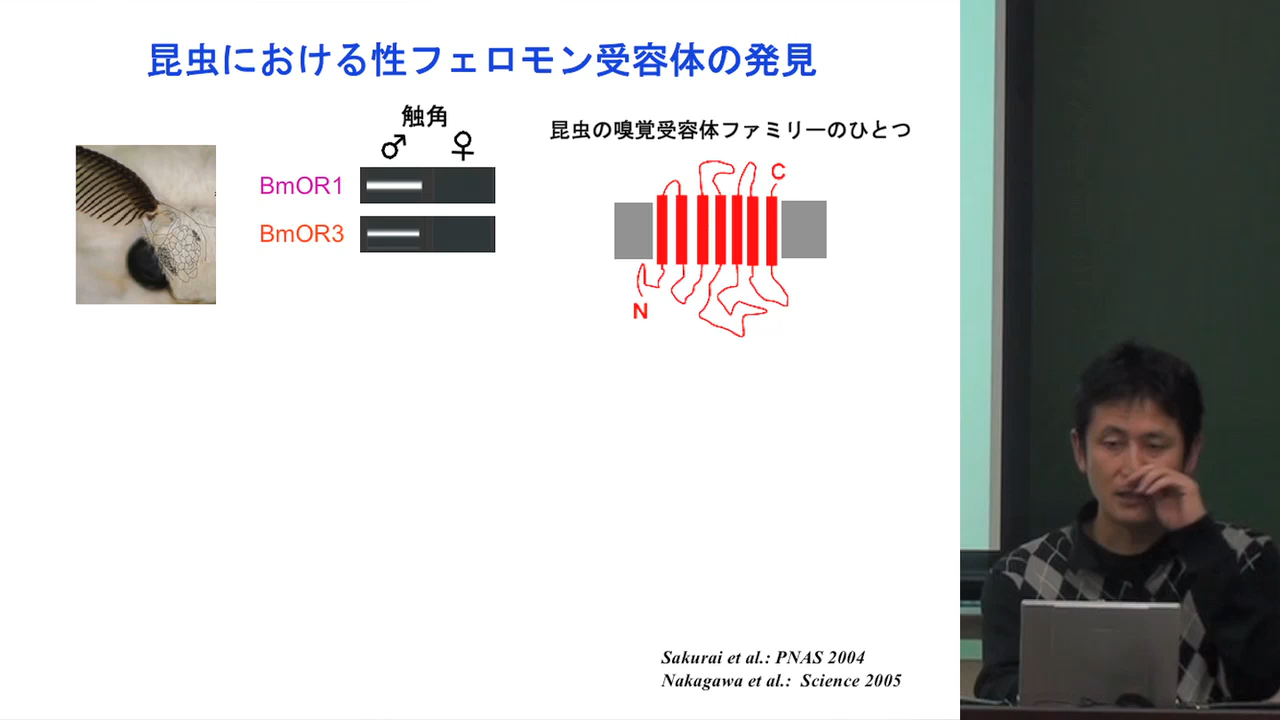 昆虫における性フェロモン受容体の発見
触角
♂ ♀
BmOR1
BmOR3
昆虫の嗅覚受容体ファミリーのひとつ
C
N
Sakurai et al.: PNAS 2004
Nakagawa et al.: Science 2005